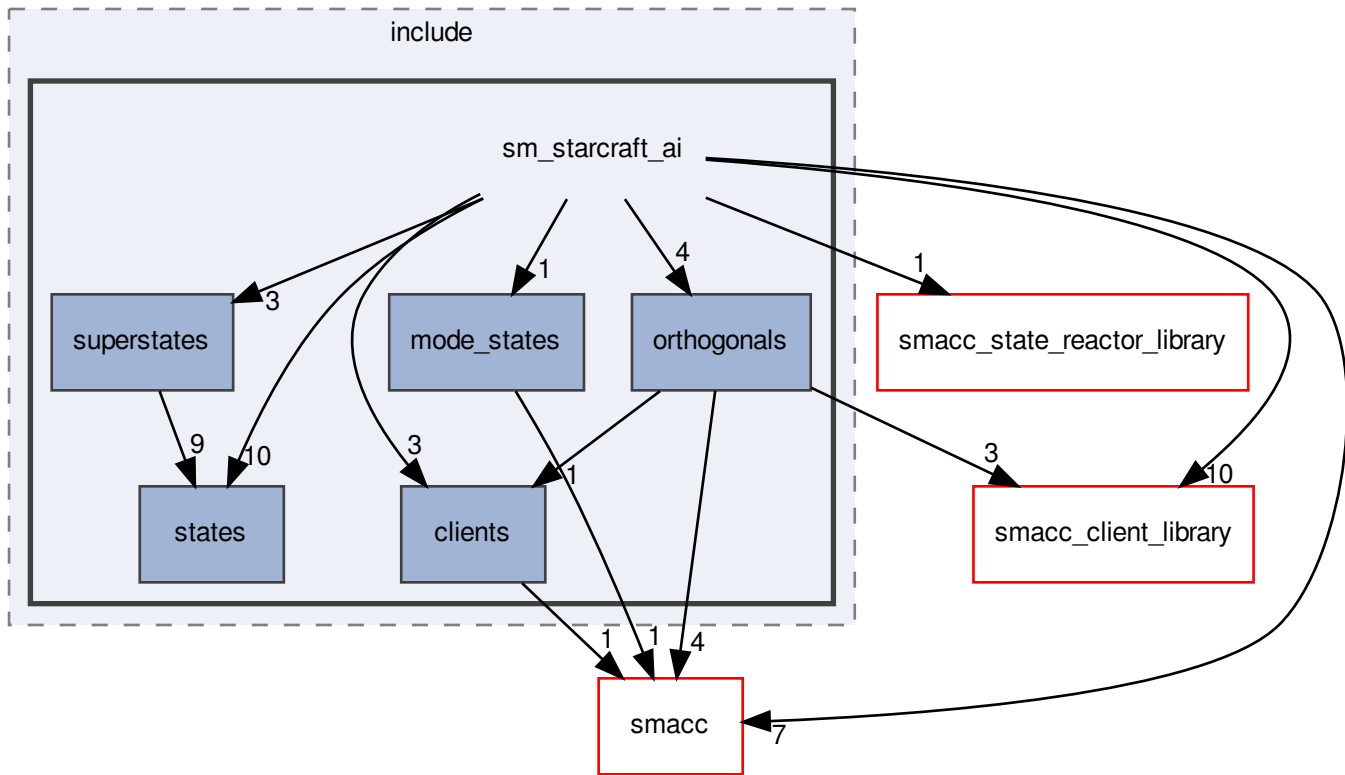 include
sm_starcraft_ai
4
1
1
3
superstates
mode_states
orthogonals
smacc_state_reactor_library
9
10
3
1
3
10
states
clients
smacc_client_library
1
1
4
smacc
7